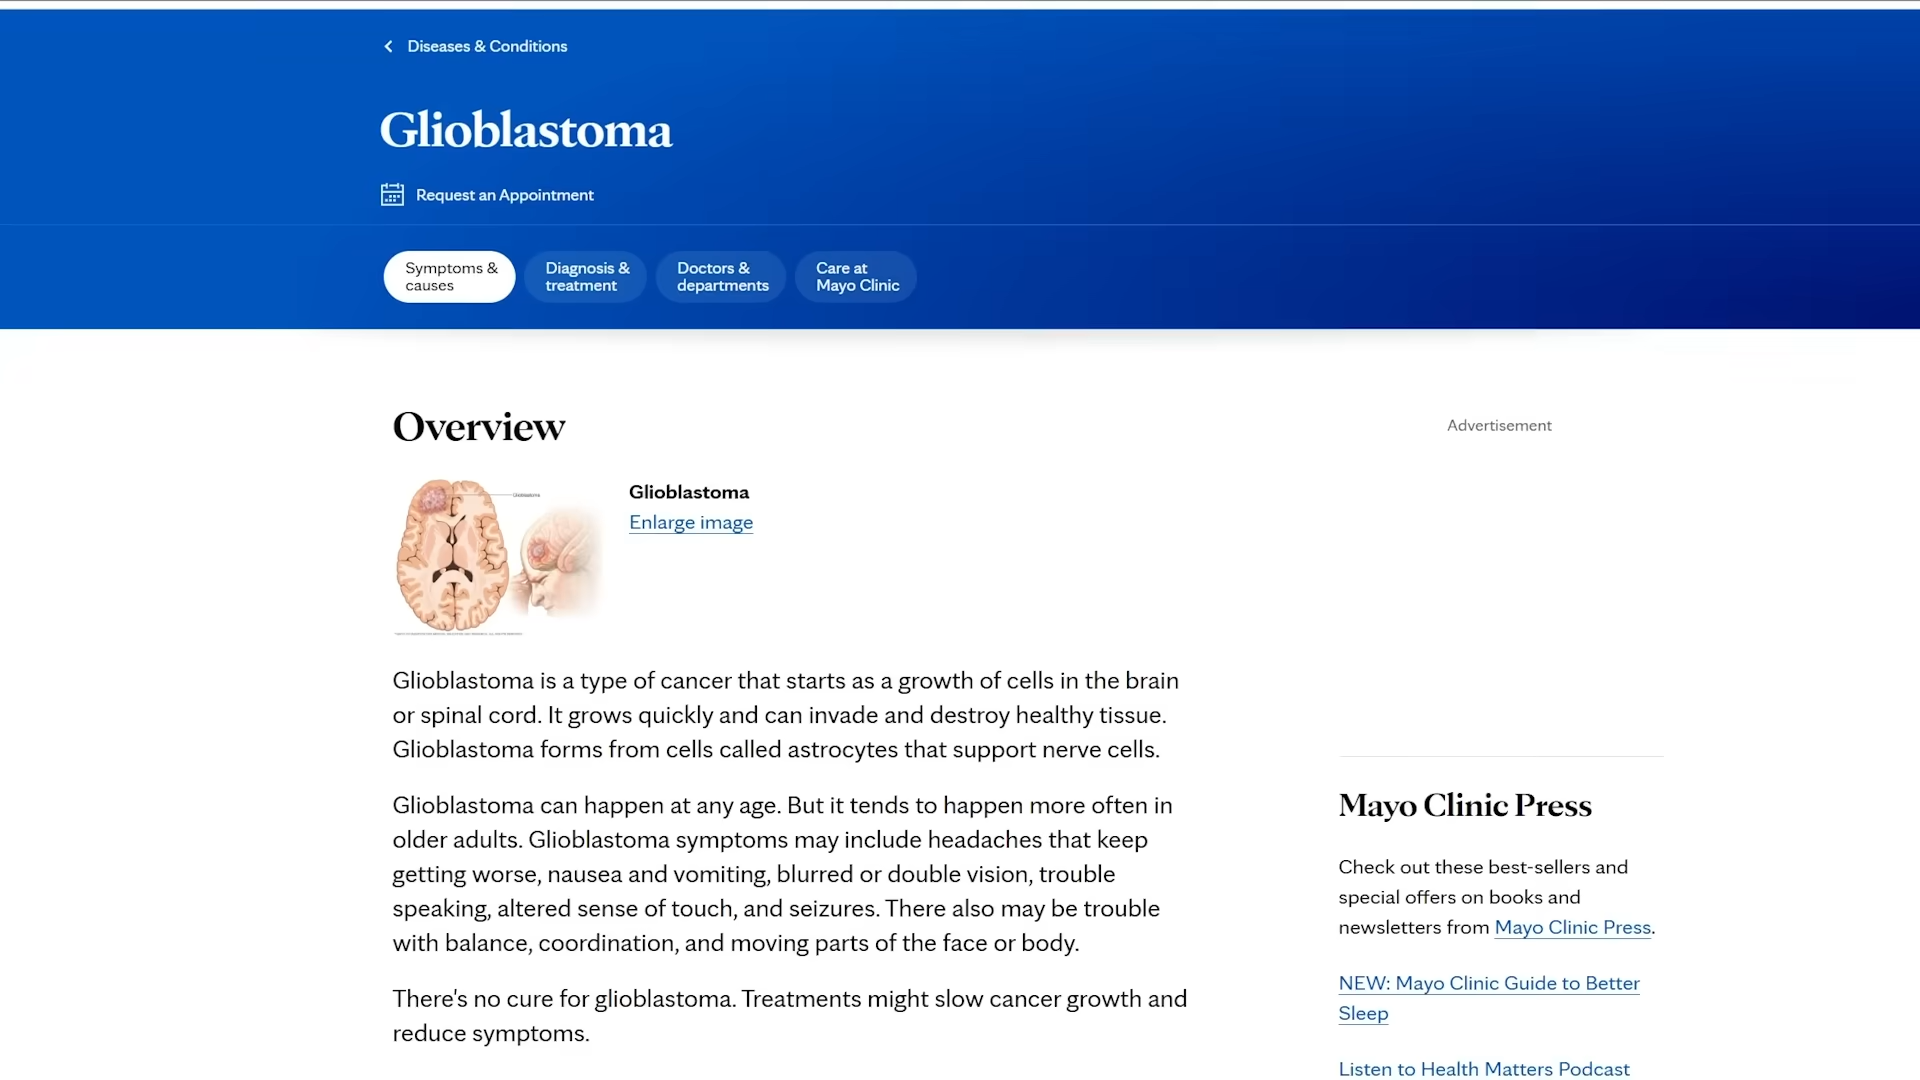 Diseases & Conditions
Glioblastoma
Request an Appointment
Symptoms &
causes
Diagnosis &
treatment
Doctors &
departments
Care at
Mayo Clinic
Overview
Advertisement
Glioblastoma
Glioblastoma
Enlarge image
Glioblastoma is a type of cancer that starts as a growth of cells in the brain
or spinal cord. It grows quickly and can invade and destroy healthy tissue.
Glioblastoma forms from cells called astrocytes that support nerve cells.
Glioblastoma can happen at any age. But it tends to happen more often in
older adults. Glioblastoma symptoms may include headaches that keep
getting worse, nausea and vomiting, blurred or double vision, trouble
speaking, altered sense of touch, and seizures. There also may be trouble
with balance, coordination, and moving parts of the face or body.
There's no cure for glioblastoma. Treatments might slow cancer growth and
reduce symptoms.
Mayo Clinic Press
Check out these best-sellers and
special offers on books and
newsletters from Mayo Clinic Press.
NEW: Mayo Clinic Guide to Better
Sleep
Listen to Health Matters Podcast